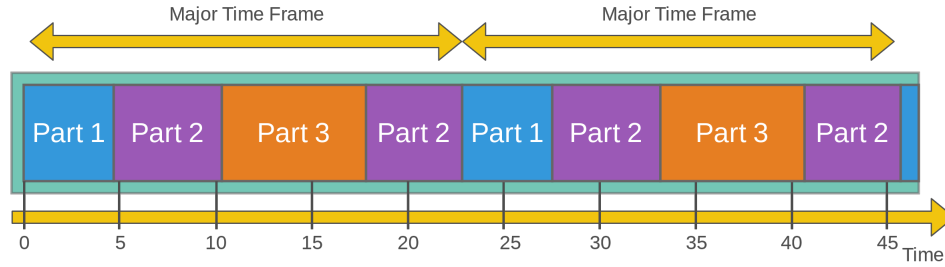 Major Time Frame Major Time Frame
Part 1 Part 2 Part 3 Part 2 Part 1 Part 2 Part 3 Part 2
0 5 10 15 20 25 30 35 40 45
Time